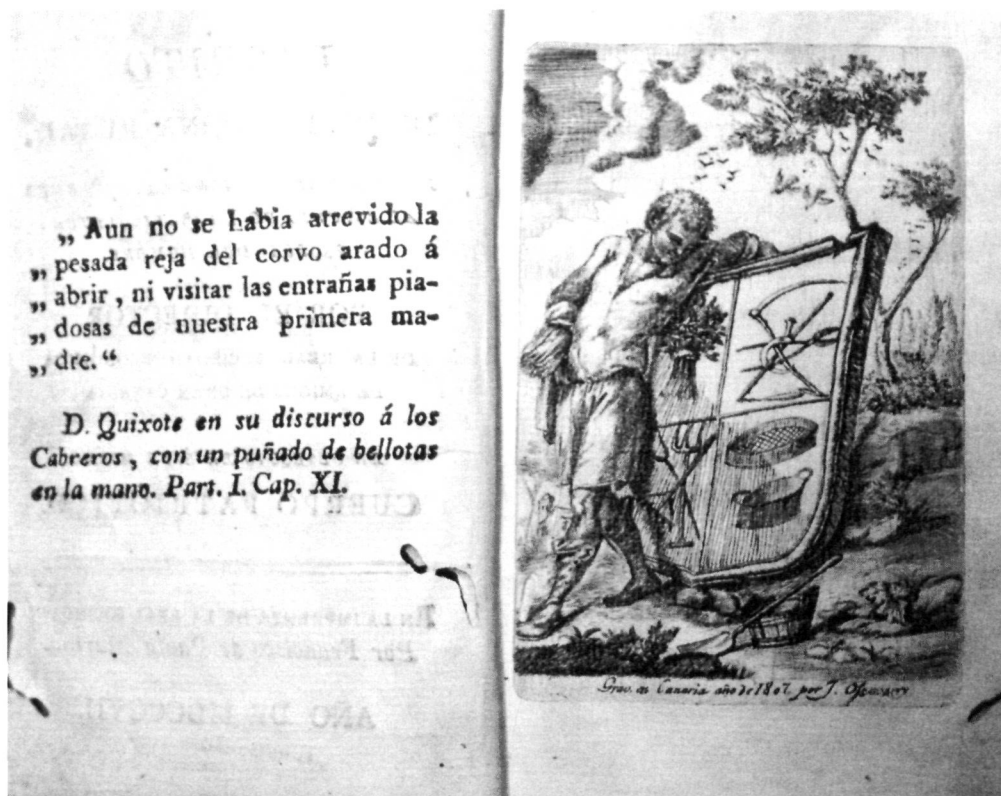 „ Aun no se habia atrevido la
„ pesada reja del corvo arado á
„ abrir , ni visitar las entrañas pia-
„ dosas de nuestra primera ma-
„ dre. “
D. Quixote en su discurso á los
Cabreros , con un puñado de bellotas
en la mano. Part. I. Cap. XI.
Grav. en Canaria año de 1807. por J.